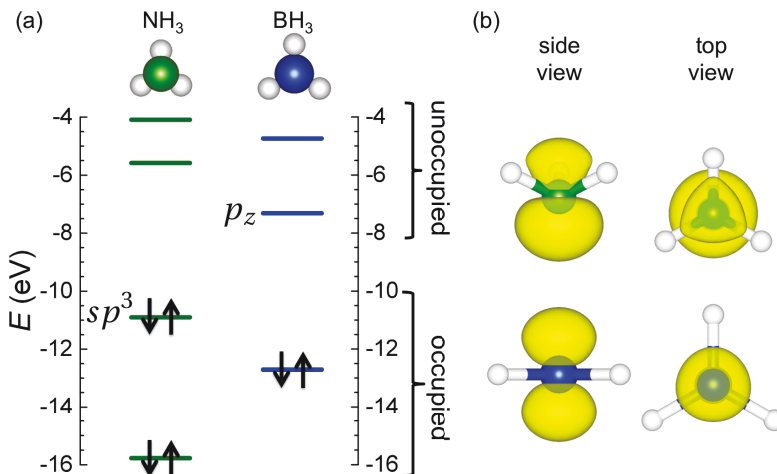 (a)
NH₃
BH₃
(b)
side
view
top
view
-4
-6
-8
-10
-12
-14
-16
E (eV)
sp³
p_z
-4
-6
-8
-10
-12
-14
-16
unoccupied
occupied